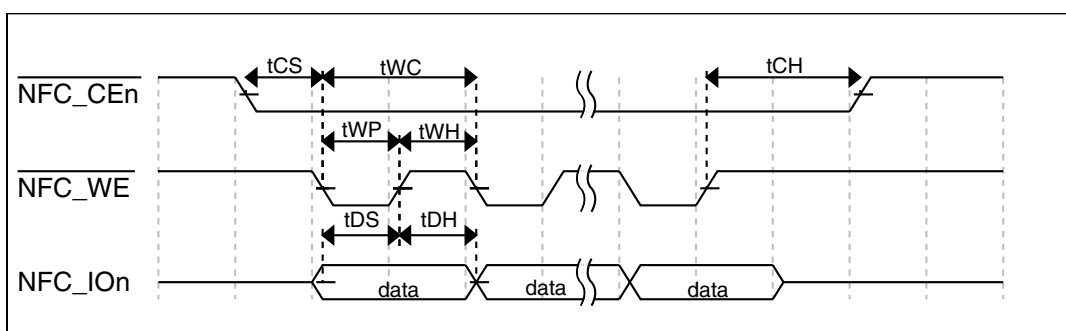 tCS tWC tCH
NFC_CEn
tWP tWH
NFC_WE
tDS tDH
NFC_IOn
data data data